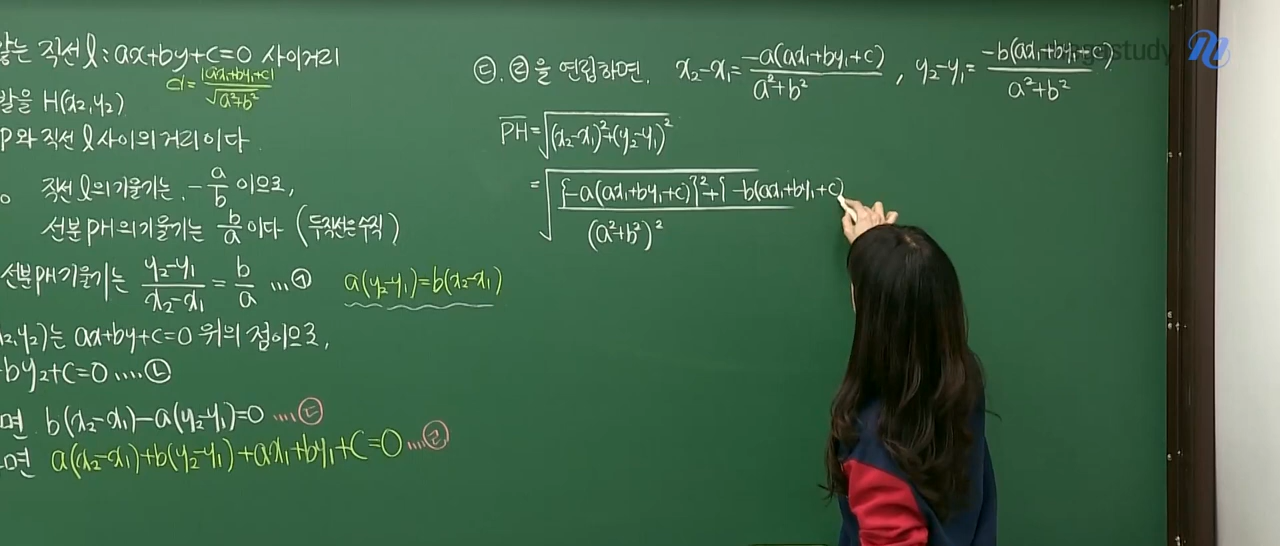 않는 직선 l : ax+by+c=0 사이거리
d = |ax₁+by₁+c| / √(a²+b²)
발을 H(x₂,y₂)
P와 직선 l 사이의 거리이다.
직선 l의 기울기는, -a/b 이므로,
선분 PH의 기울기는 b/a 이다 (두직선은 수직)
선분PH기울기는 (y₂-y₁)/(x₂-x₁) = b/a ...㉠ a(y₂-y₁)=b(x₂-x₁)
y₂)는 ax+by+c=0 위의 점이므로,
by₂+c=0 ....㉡
면 b(x₂-x₁)-a(y₂-y₁)=0 ....㉢
면 a(x₂-x₁)+b(y₂-y₁)+ax₁+by₁+c=0 ....㉣
㉢, ㉣을 연립하면, x₂-x₁ = -a(ax₁+by₁+c) / (a²+b²) , y₂-y₁ = -b(ax₁+by₁+c) / (a²+b²)
PH = √((x₂-x₁)²+(y₂-y₁)²)
= √({-a(ax₁+by₁+c)}²+{-b(ax₁+by₁+c) / (a²+b²)²)
study